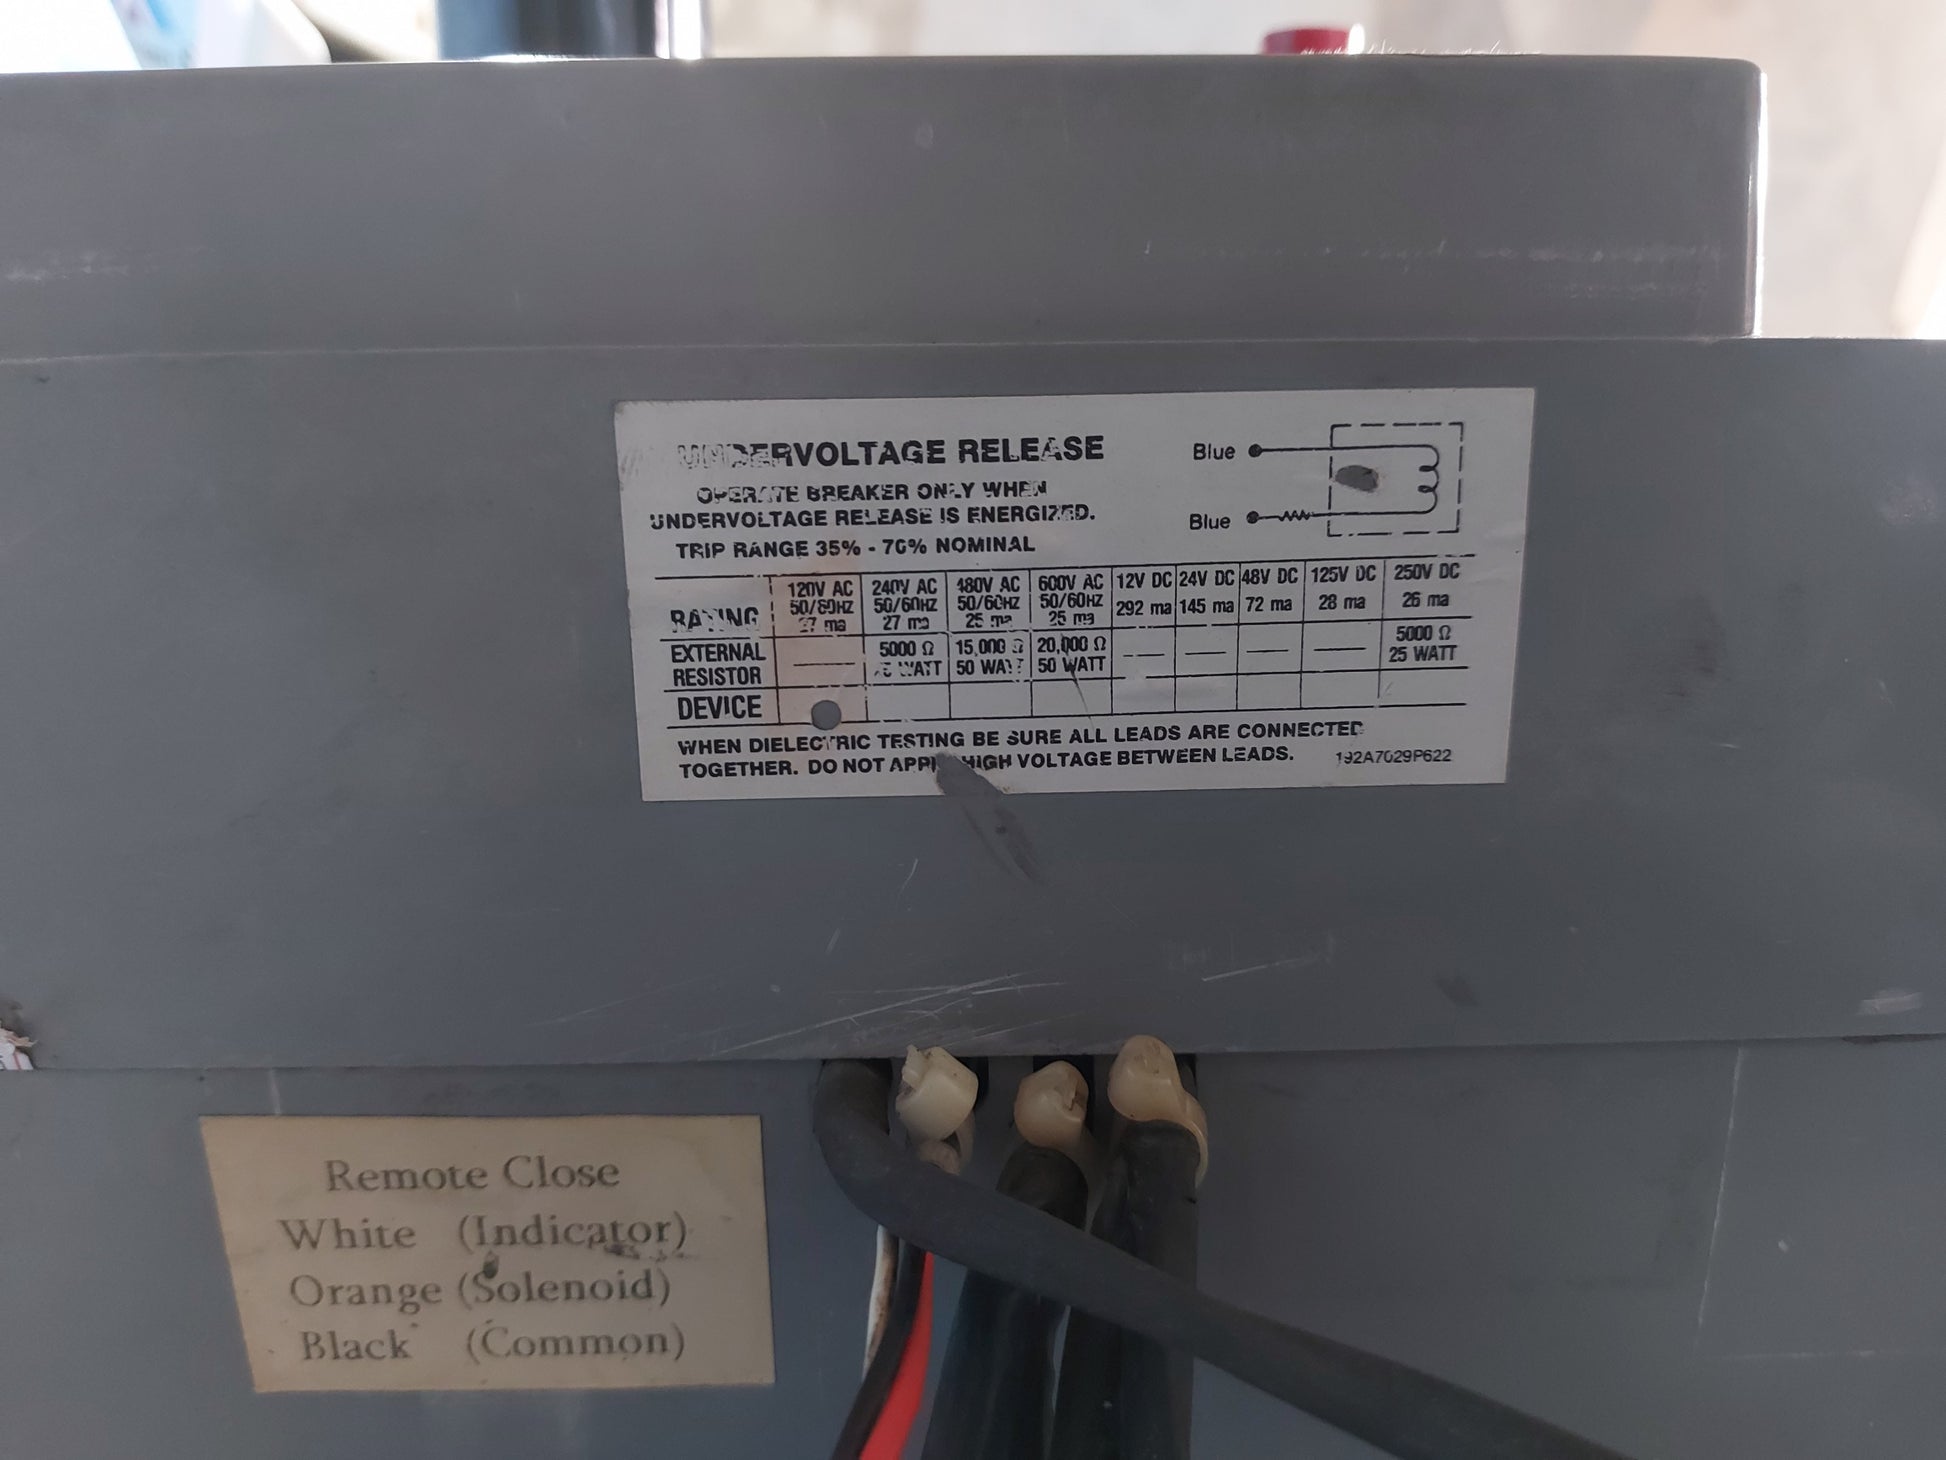 UNDERVOLTAGE RELEASE
OPERATE BREAKER ONLY WHEN
UNDERVOLTAGE RELEASE IS ENERGIZED.
TRIP RANGE 35% - 70% NOMINAL
Blue
Blue
RATING
120V AC 50/60HZ 27 ma
240V AC 50/60HZ 27 ma
480V AC 50/60HZ 25 ma
600V AC 50/60HZ 25 ma
12V DC 292 ma
24V DC 145 ma
48V DC 72 ma
125V DC 28 ma
250V DC 26 ma
EXTERNAL RESISTOR
—
5000 Ω WATT
15,000 Ω 50 WATT
20,000 Ω 50 WATT
—
—
—
—
5000 Ω 25 WATT
DEVICE
WHEN DIELECTRIC TESTING BE SURE ALL LEADS ARE CONNECTED
TOGETHER. DO NOT APPLY HIGH VOLTAGE BETWEEN LEADS.
192A7029P622
Remote Close
White (Indicator)
Orange (Solenoid)
Black (Common)